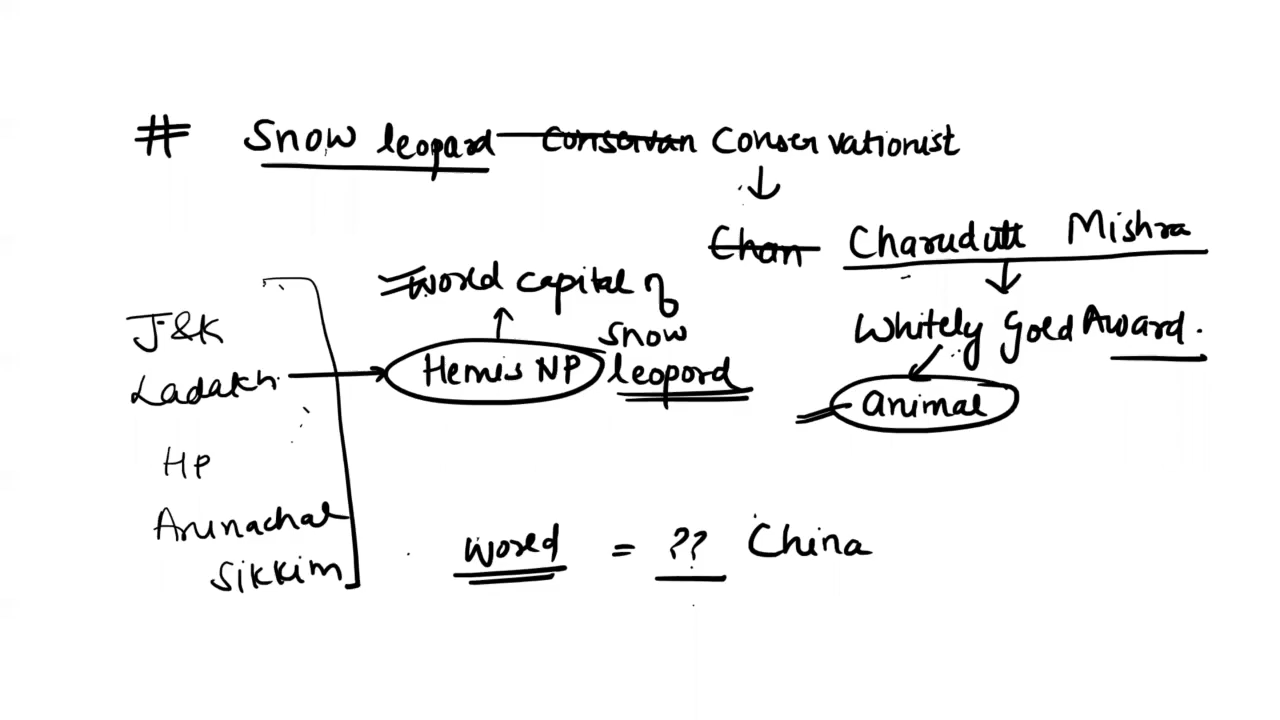 # Snow leopard Conservan Conservationist
Chan Charudutt Mishra
World capital of
snow
Hemis NP leopord
Whitely Gold Award.
animal
J&K
Ladakh
HP
Arunachal
Sikkim
World = ?? China